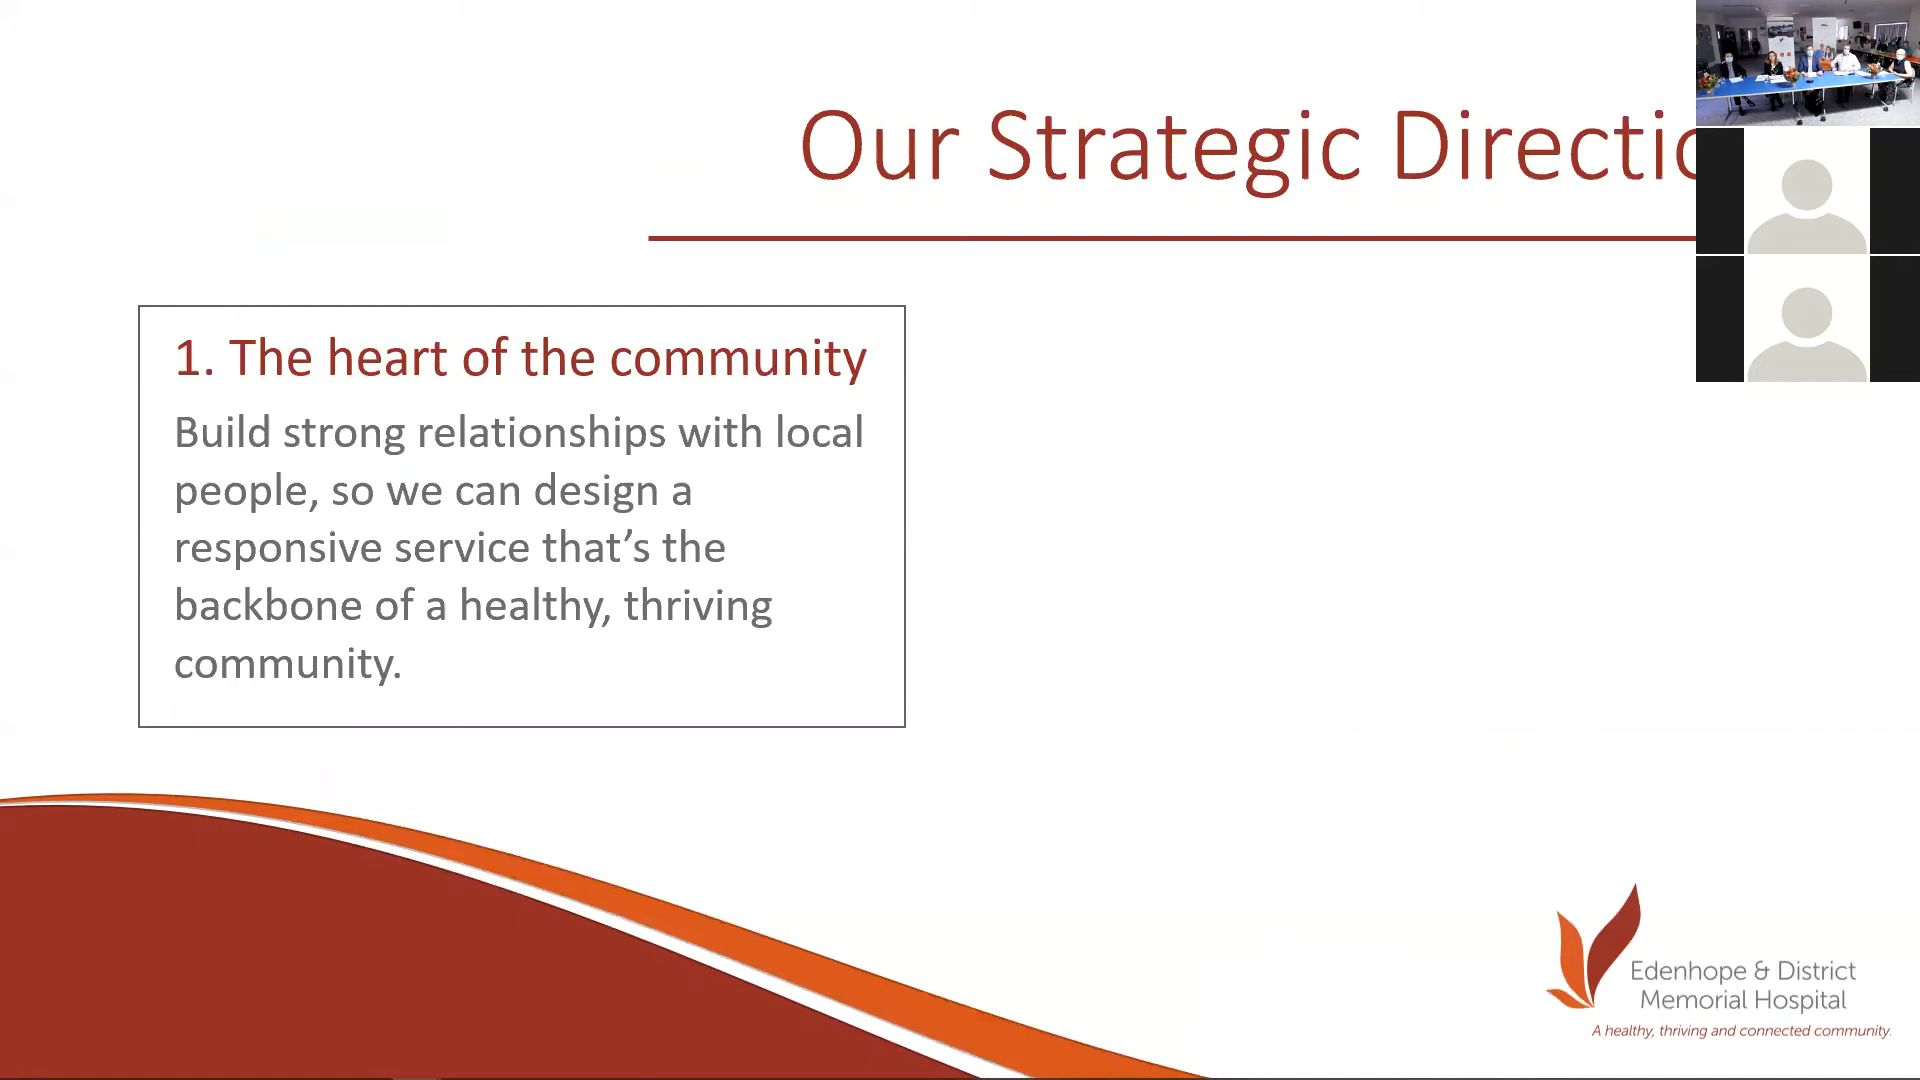 Our Strategic Directio
1. The heart of the community
Build strong relationships with local
people, so we can design a
responsive service that’s the
backbone of a healthy, thriving
community.
Edenhope & District
Memorial Hospital
A healthy, thriving and connected community.